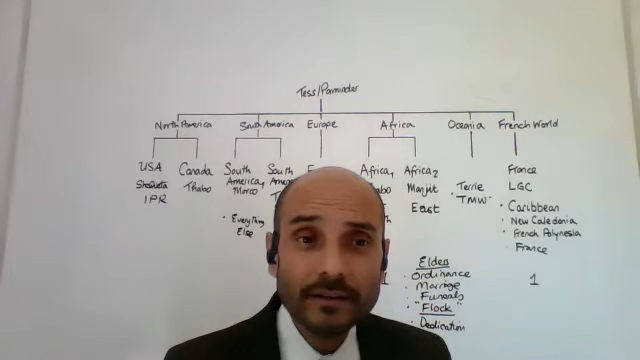 Tess/Parminder
North America South America Europe Africa Oceania French World
USA Canada South America, South Africa, Africa2 France
Thabo Marco Manjit Terrie LGC
IPR "TMW"
East
• Caribbean
• Everything Else
• New Caledonia
• French Polynesia
• France
Elden
• Ordinance
• Marriage
• Funerals
• "Flock"
• Dedication
1